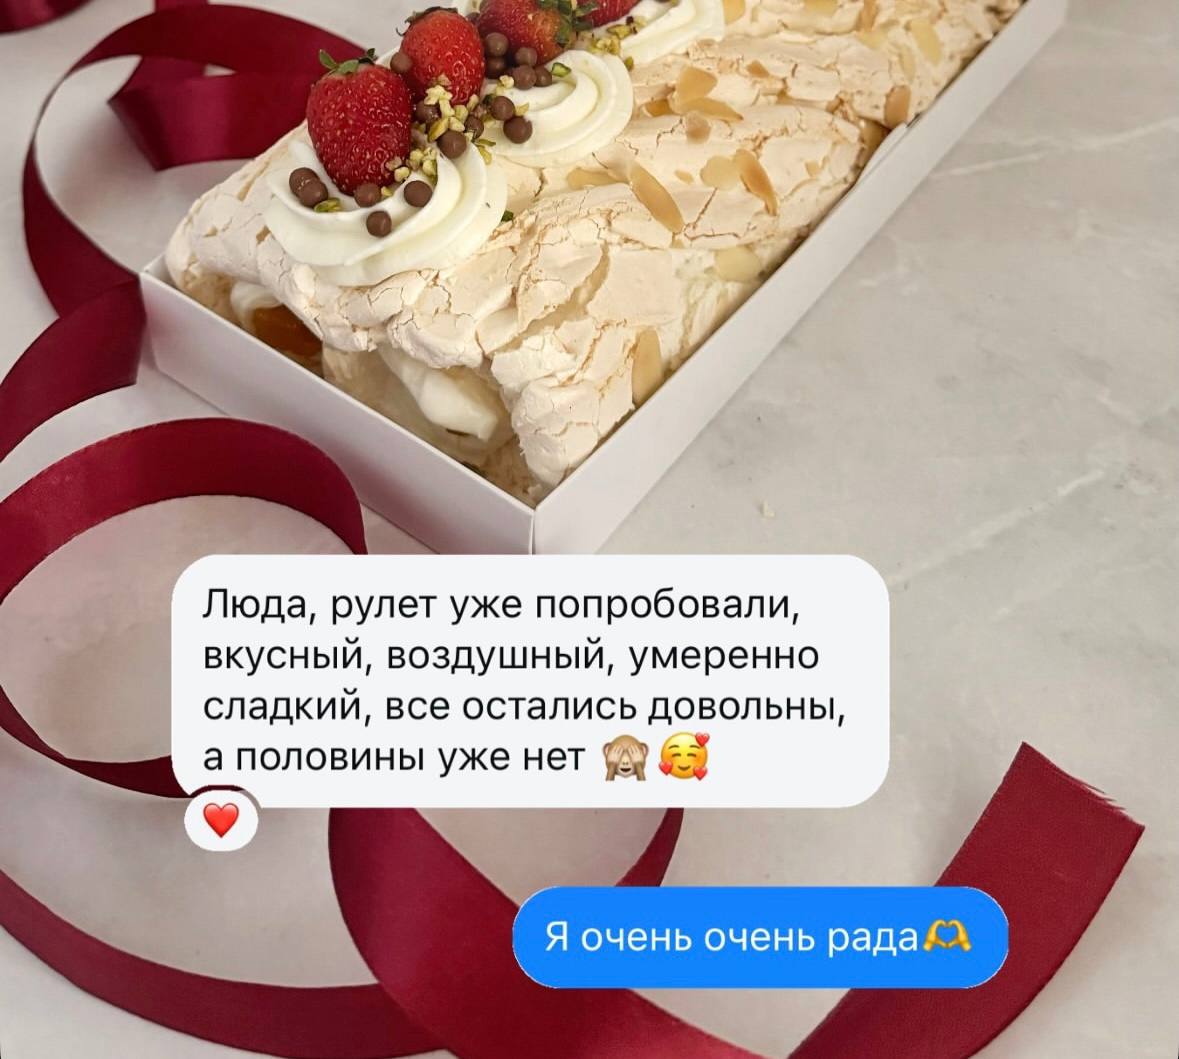 Люда, рулет уже попробовали,
вкусный, воздушный, умеренно
сладкий, все остались довольны,
а половины уже нет 🙈🥰
❤️
Я очень очень рада🫶